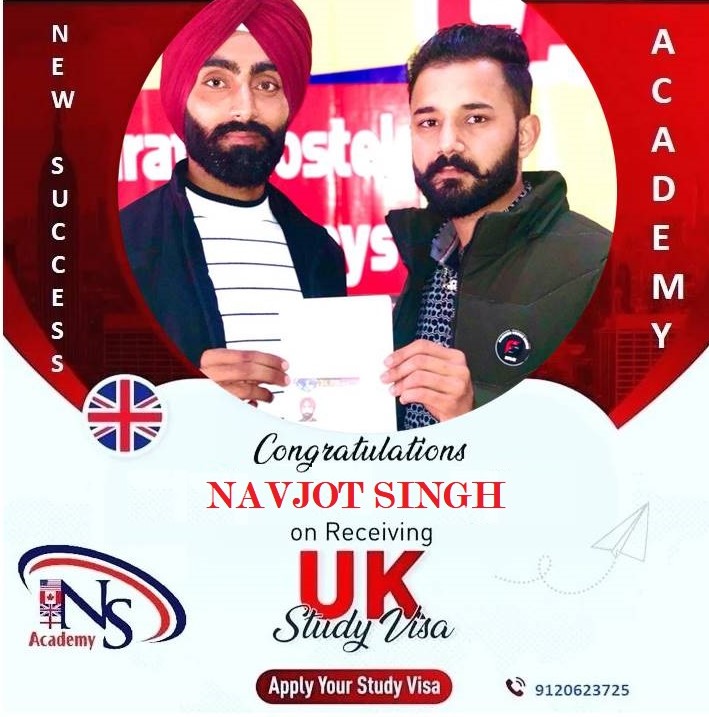 NEW SUCCESS
ACADEMY
Congratulations
NAVJOT SINGH
on Receiving
UK
Study Visa
NS
Academy
Apply Your Study Visa
9120623725